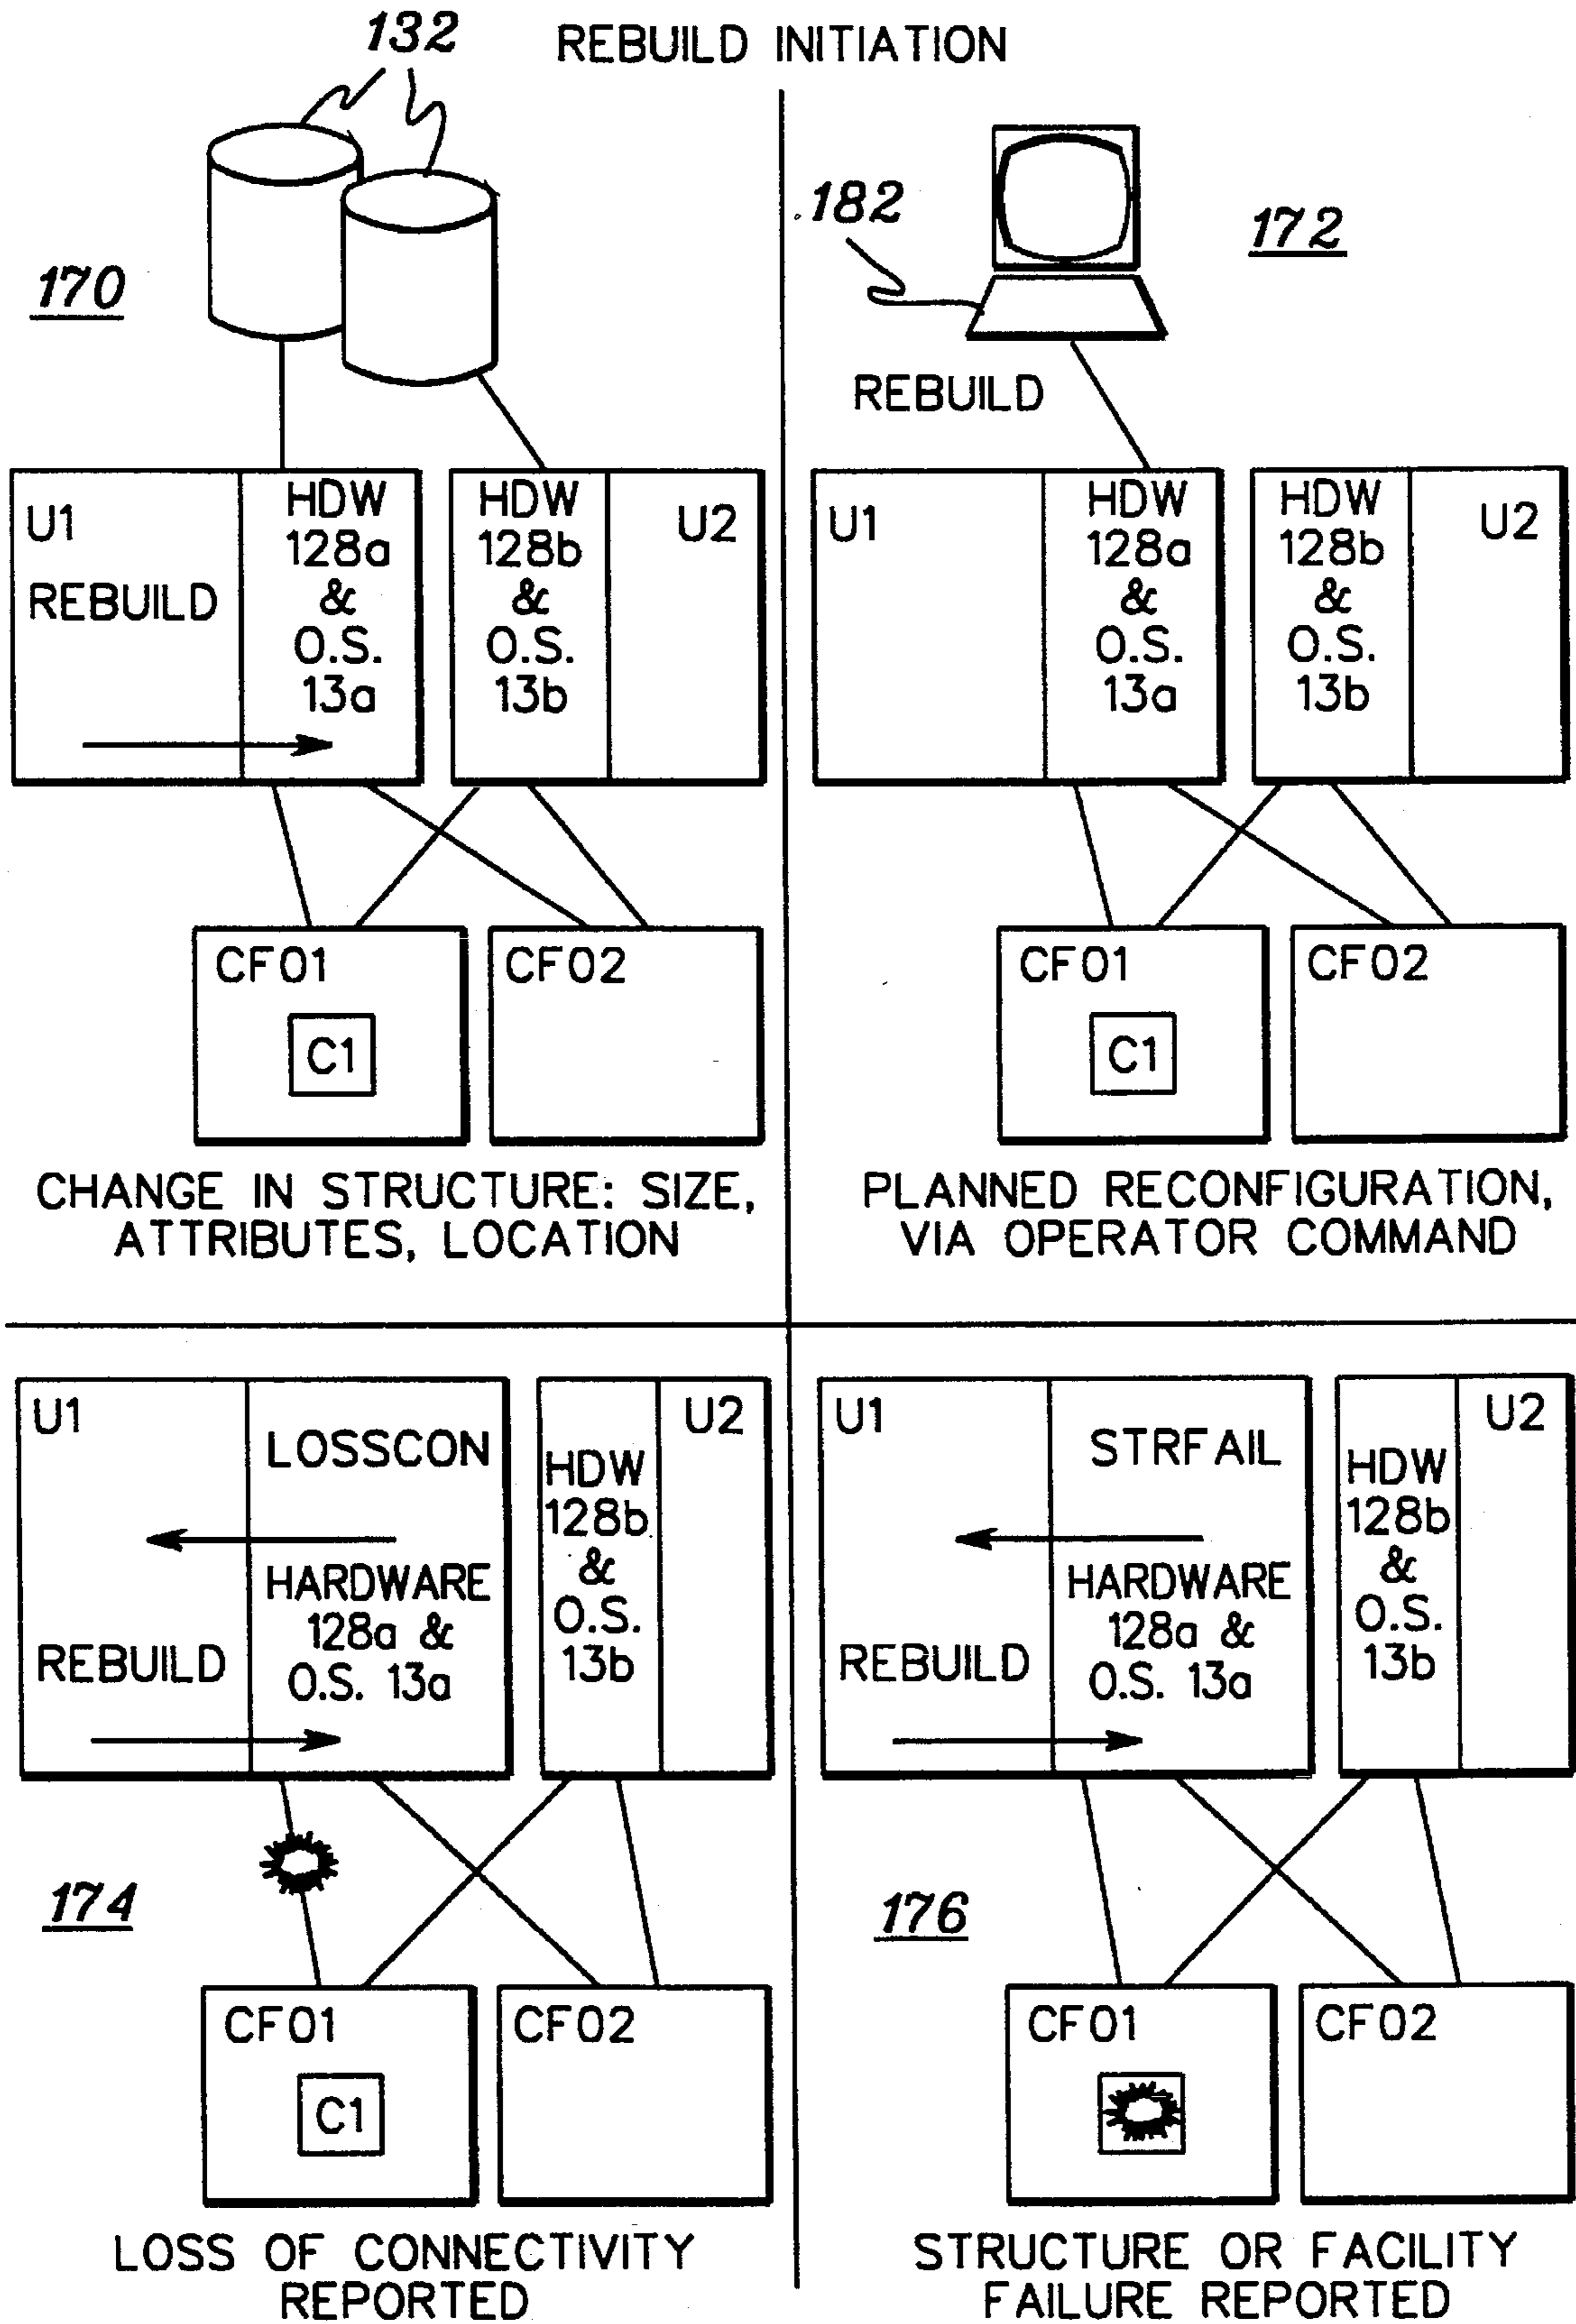 REBUILD INITIATION
132
170
U1
REBUILD
HDW
128a
&
O.S.
13a
HDW
128b
&
O.S.
13b
U2
CF01
C1
CF02
CHANGE IN STRUCTURE: SIZE,
ATTRIBUTES, LOCATION
182
172
REBUILD
U1
HDW
128a
&
O.S.
13a
HDW
128b
&
O.S.
13b
U2
CF01
C1
CF02
PLANNED RECONFIGURATION,
VIA OPERATOR COMMAND
U1
REBUILD
LOSSCON
HARDWARE
128a &
O.S. 13a
HDW
128b
&
O.S.
13b
U2
174
CF01
C1
CF02
LOSS OF CONNECTIVITY
REPORTED
U1
REBUILD
STRFAIL
HARDWARE
128a &
O.S. 13a
HDW
128b
&
O.S.
13b
U2
176
CF01
CF02
STRUCTURE OR FACILITY
FAILURE REPORTED